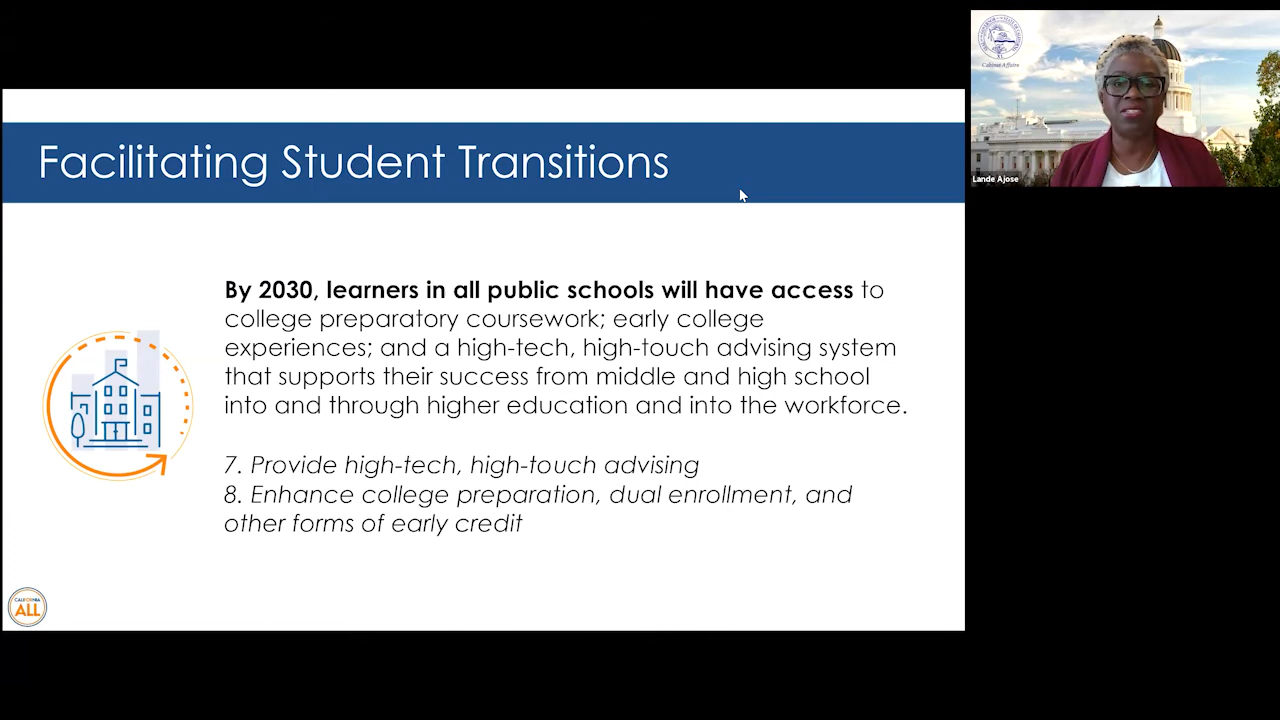 Facilitating Student Transitions
By 2030, learners in all public schools will have access to
college preparatory coursework; early college
experiences; and a high-tech, high-touch advising system
that supports their success from middle and high school
into and through higher education and into the workforce.
7. Provide high-tech, high-touch advising
8. Enhance college preparation, dual enrollment, and
other forms of early credit
CALIFORNIA
ALL
Cabinet Affairs
Lande Ajose